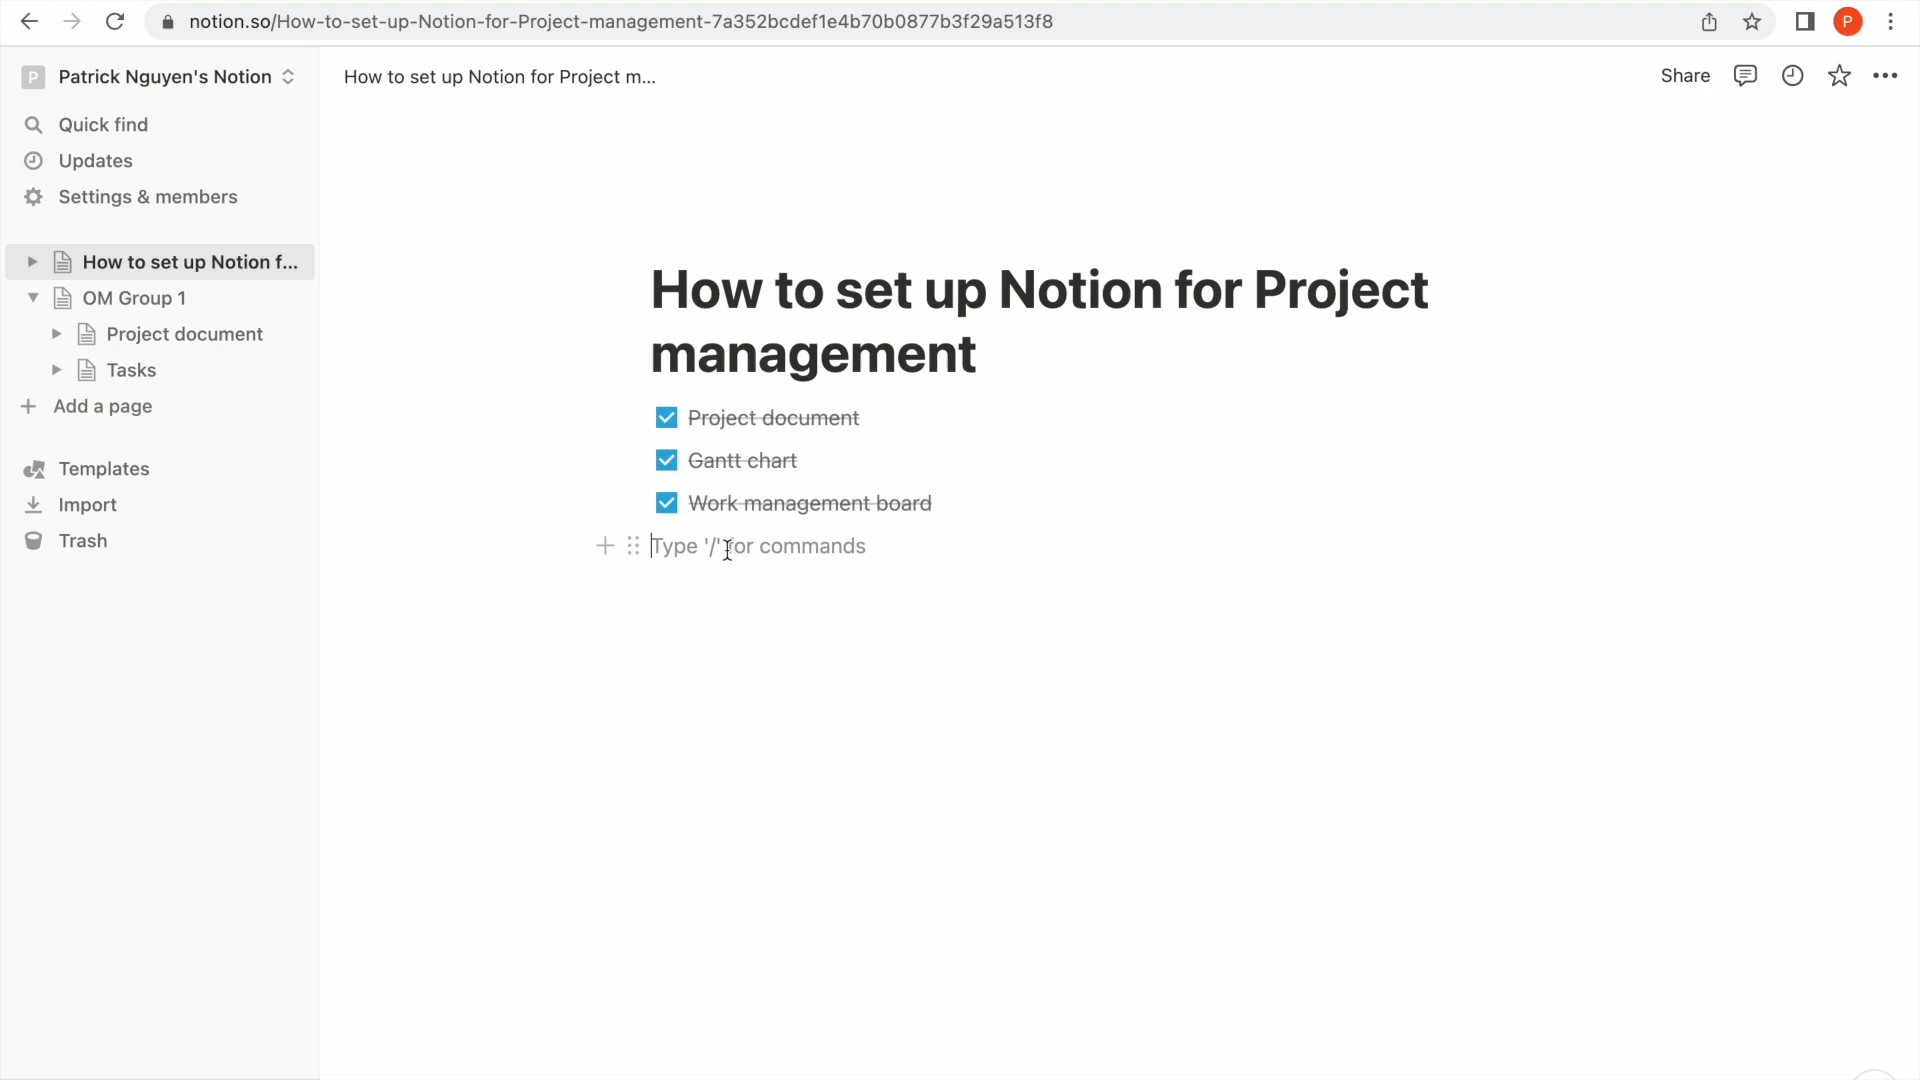 notion.so/How-to-set-up-Notion-for-Project-management-7a352bcdef1e4b70b0877b3f29a513f8
P
P
Patrick Nguyen's Notion
How to set up Notion for Project m...
Share
Quick find
Updates
Settings & members
How to set up Notion f...
OM Group 1
Project document
Tasks
Add a page
Templates
Import
Trash
How to set up Notion for Project
management
Project document
Gantt chart
Work management board
Type '/' for commands